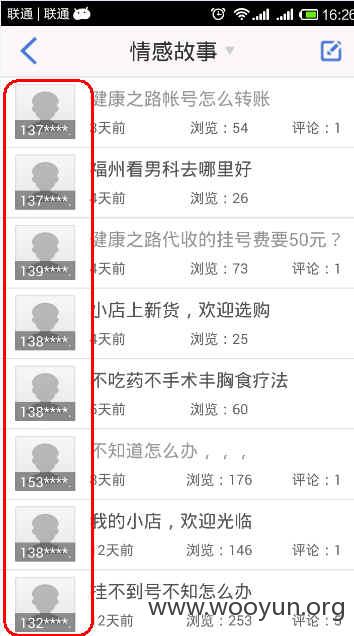 联通 | 联通 16:20
情感故事
健康之路帐号怎么转账
137****. 3天前 浏览：54 评论：1
福州看男科去哪里好
137****. 4天前 浏览：26
健康之路代收的挂号费要50元？
139****. 4天前 浏览：73 评论：1
小店上新货，欢迎选购
138****. 4天前 浏览：25
不吃药不手术丰胸食疗法
138****. 5天前 浏览：60
不知道怎么办，，，
153****. 8天前 浏览：176 评论：1
我的小店，欢迎光临
138****. 12天前 浏览：146 评论：1
挂不到号不知怎么办
132****. 12天前 浏览：253 评论：3
www.wooyun.org